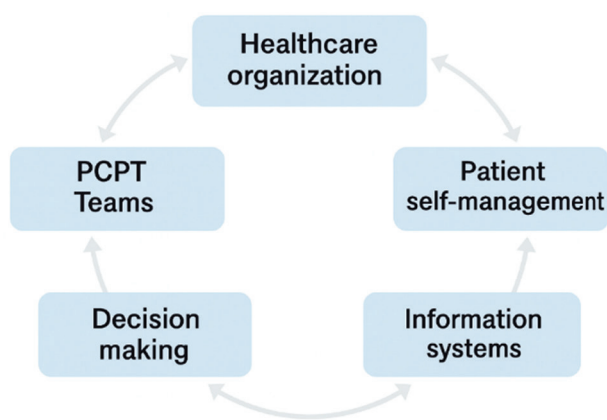 Healthcare
organization
PCPT
Teams
Patient
self-management
Decision
making
Information
systems